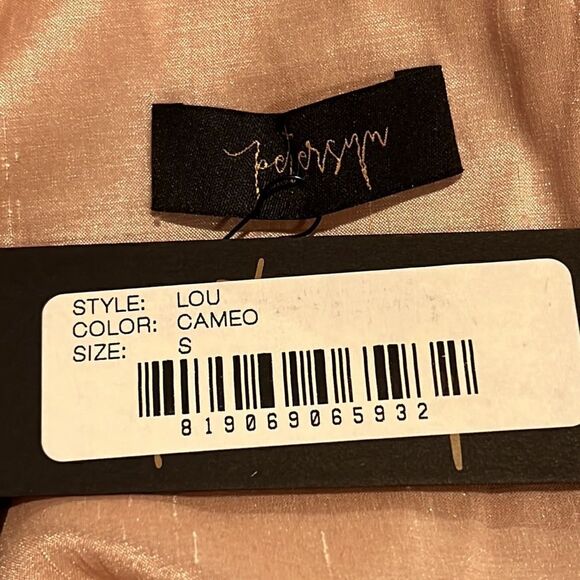 petersyn
STYLE: LOU
COLOR: CAMEO
SIZE: S
819069065932